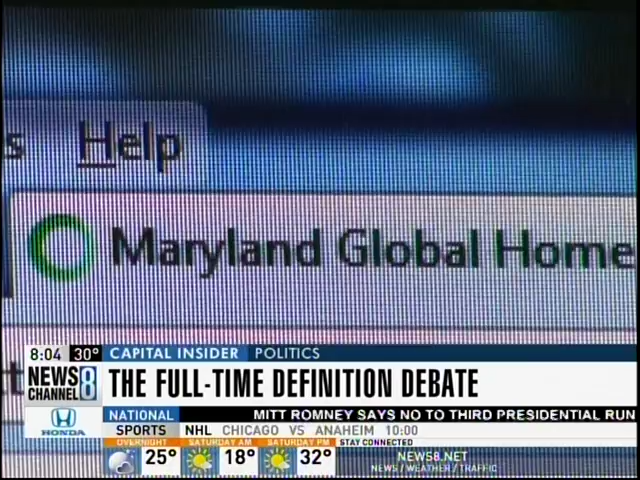 s Help
Maryland Global Home
8:04 30° CAPITAL INSIDER POLITICS
NEWS CHANNEL 8
THE FULL-TIME DEFINITION DEBATE
HONDA
NATIONAL MITT ROMNEY SAYS NO TO THIRD PRESIDENTIAL RUN
SPORTS NHL CHICAGO VS ANAHEIM 10:00
OVERNIGHT SATURDAY AM SATURDAY PM STAY CONNECTED
25° 18° 32° NEWS8.NET
NEWS / WEATHER / TRAFFIC